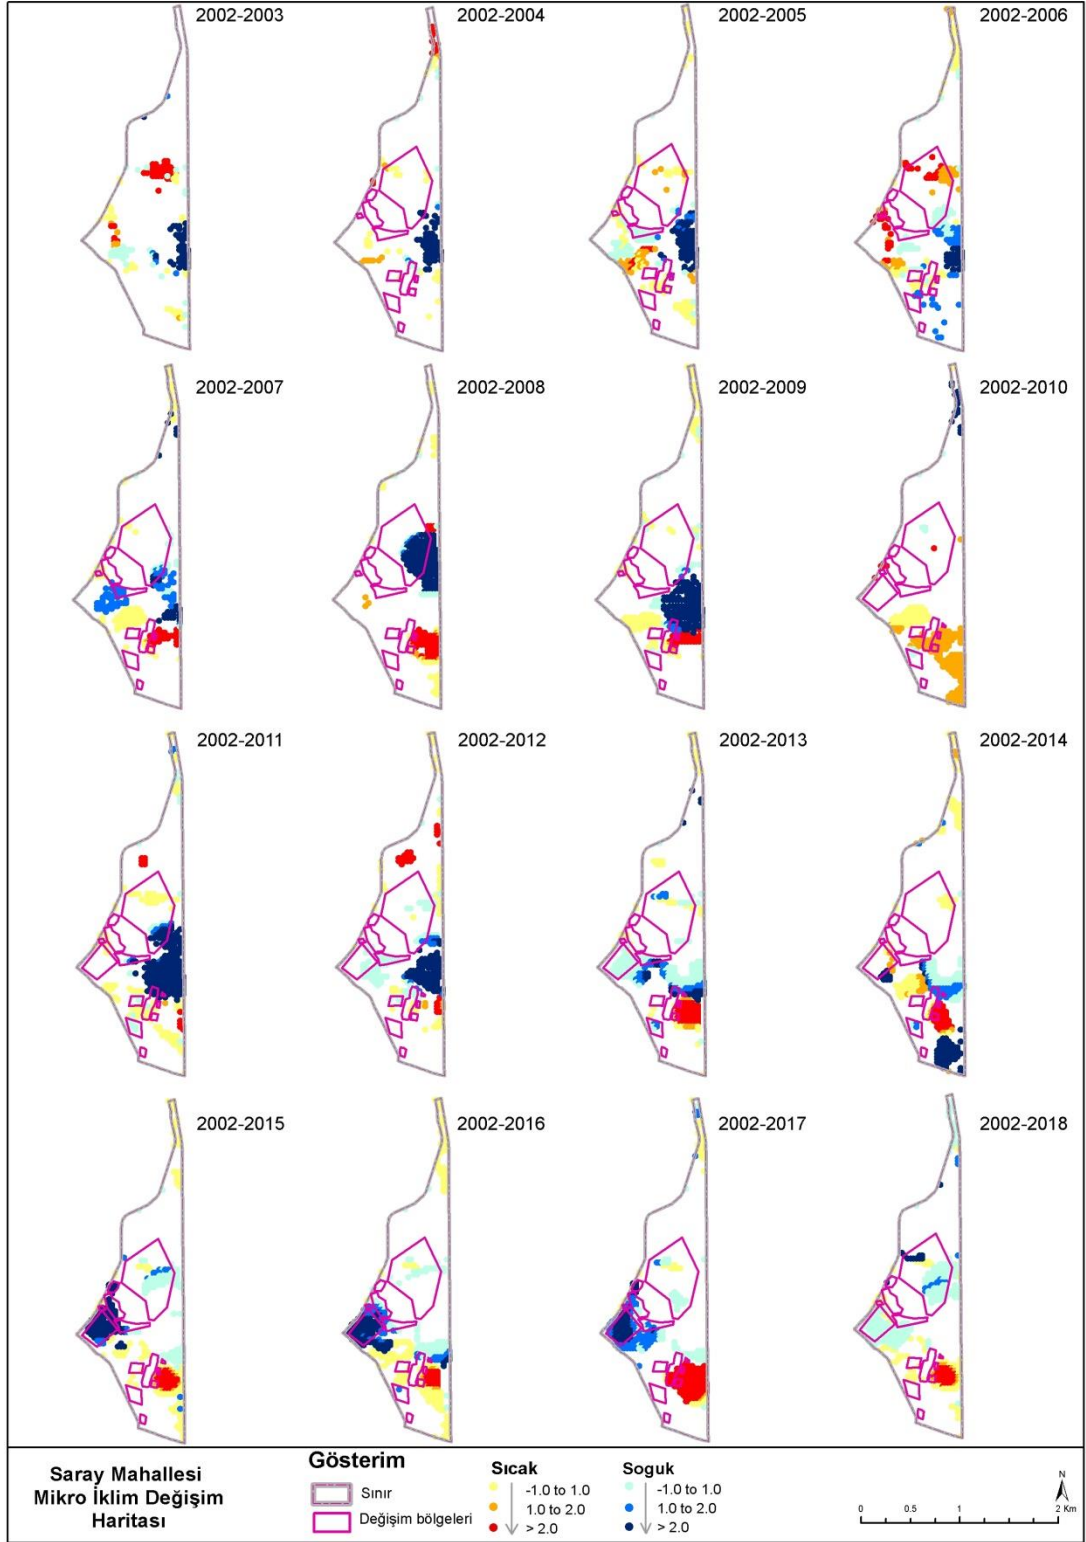 2002-2003
2002-2004
2002-2005
2002-2006
2002-2007
2002-2008
2002-2009
2002-2010
2002-2011
2002-2012
2002-2013
2002-2014
2002-2015
2002-2016
2002-2017
2002-2018
Saray Mahallesi
Mikro İklim Değişim
Haritası
Gösterim
Sınır
Değişim bölgeleri
Sıcak
-1.0 to 1.0
1.0 to 2.0
> 2.0
Soguk
-1.0 to 1.0
1.0 to 2.0
> 2.0
N
0 0.5 1 2 Km